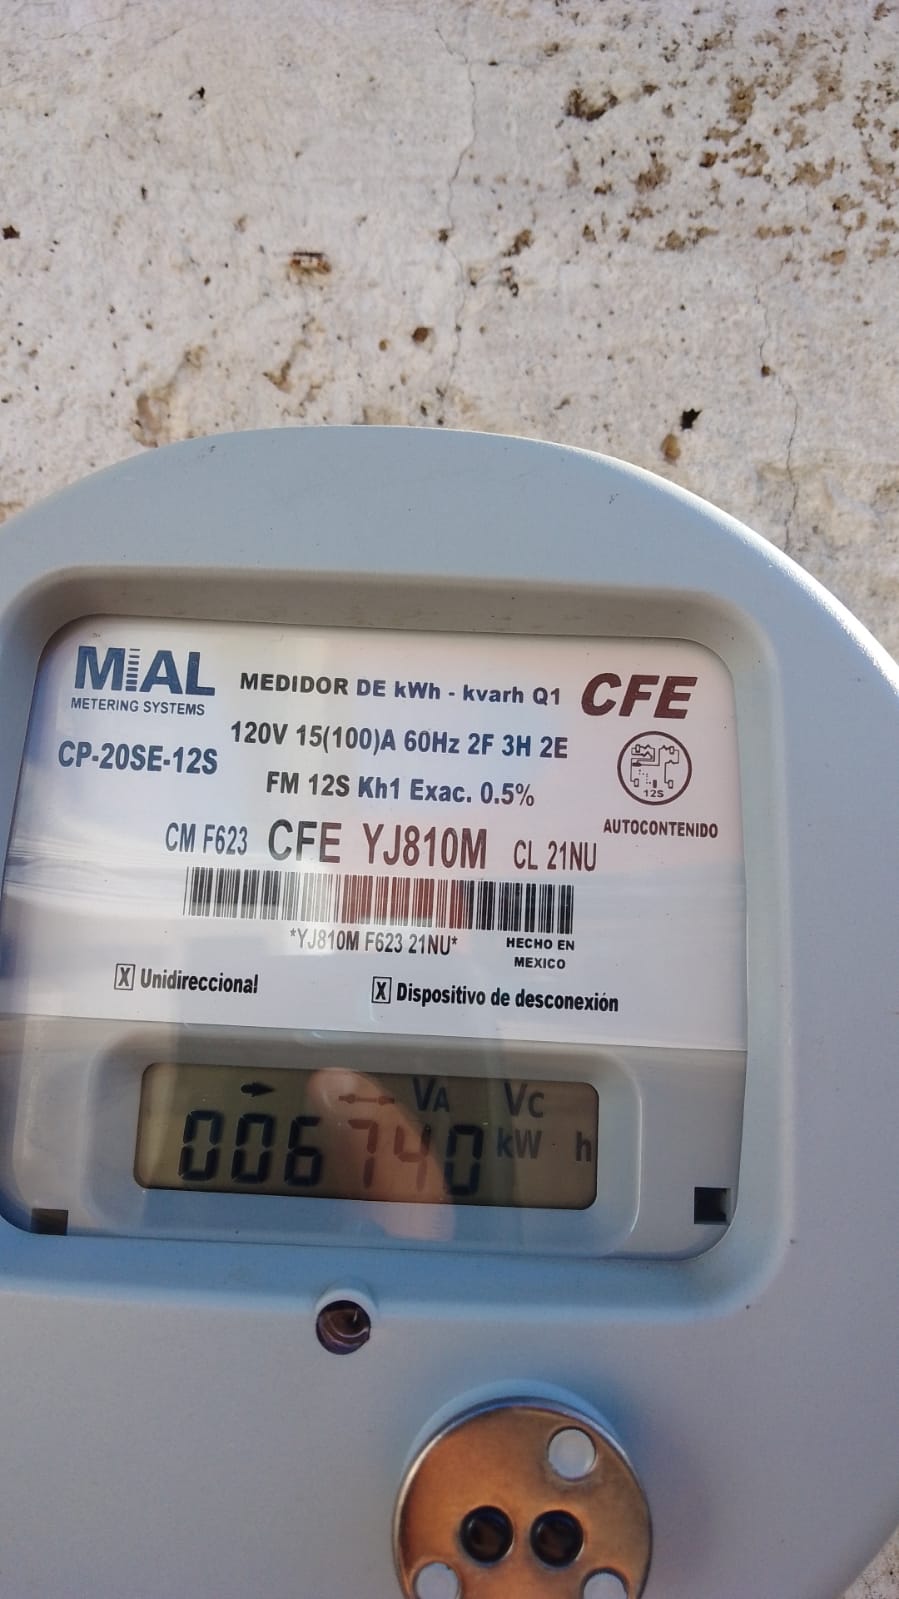 MIAL
METERING SYSTEMS
MEDIDOR DE kWh - kvarh Q1
CFE
CP-20SE-12S
120V 15(100)A 60Hz 2F 3H 2E
FM 12S Kh1 Exac. 0.5%
12S
AUTOCONTENIDO
CM F623 CFE YJ810M CL 21NU
*YJ810M F623 21NU*
HECHO EN
MEXICO
X Unidireccional
X Dispositivo de desconexión
VA VC
006740 kW h